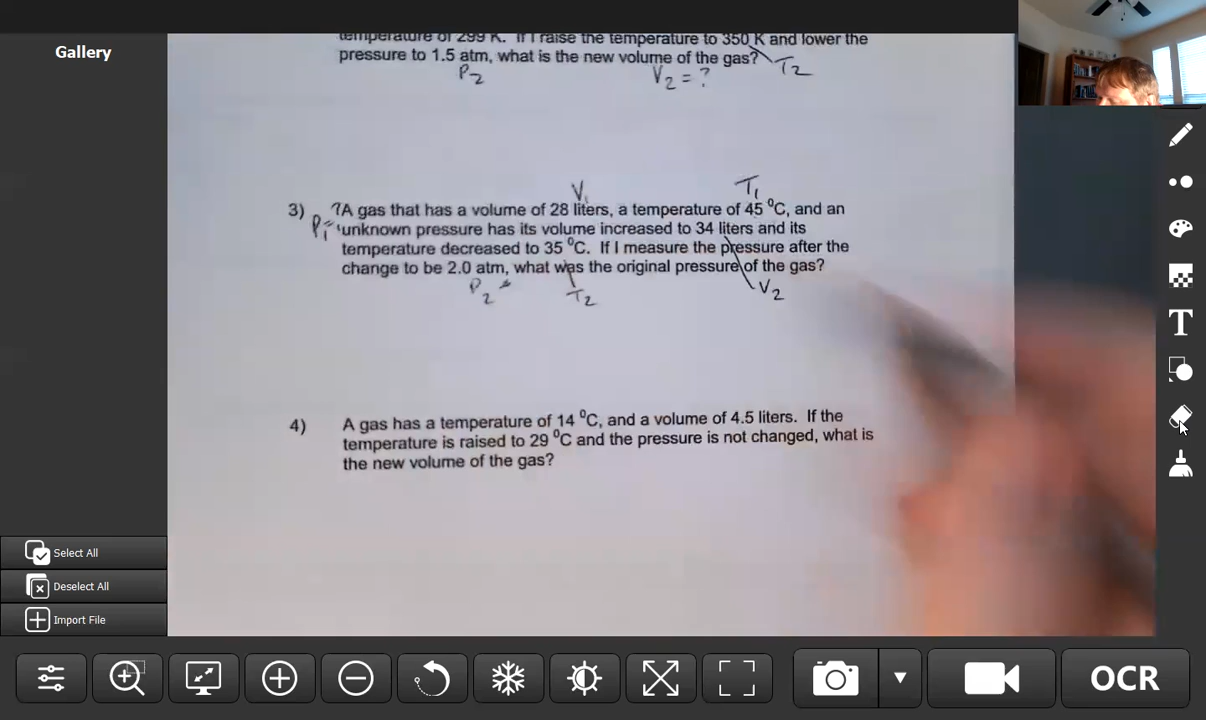 Gallery
temperature of 299 K. If I raise the temperature to 350 K and lower the
pressure to 1.5 atm, what is the new volume of the gas?
P2 V2 = ? T2
V1 T1
3) ?A gas that has a volume of 28 liters, a temperature of 45 ⁰C, and an
P1 unknown pressure has its volume increased to 34 liters and its
temperature decreased to 35 ⁰C. If I measure the pressure after the
change to be 2.0 atm, what was the original pressure of the gas?
P2 T2 V2
4) A gas has a temperature of 14 ⁰C, and a volume of 4.5 liters. If the
temperature is raised to 29 ⁰C and the pressure is not changed, what is
the new volume of the gas?
Select All
Deselect All
Import File
T
OCR